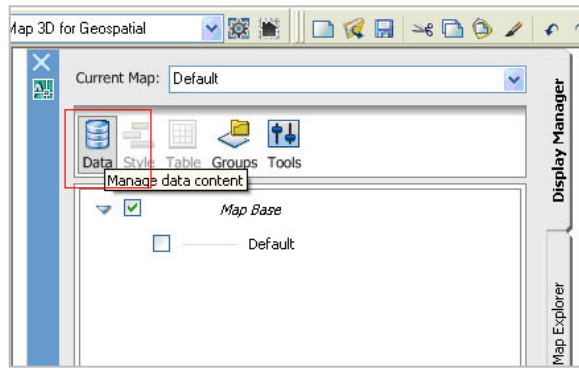 Map 3D for Geospatial
Current Map: Default
Data Style Table Groups Tools
Manage data content
Map Base
Default
Display Manager
Map Explorer